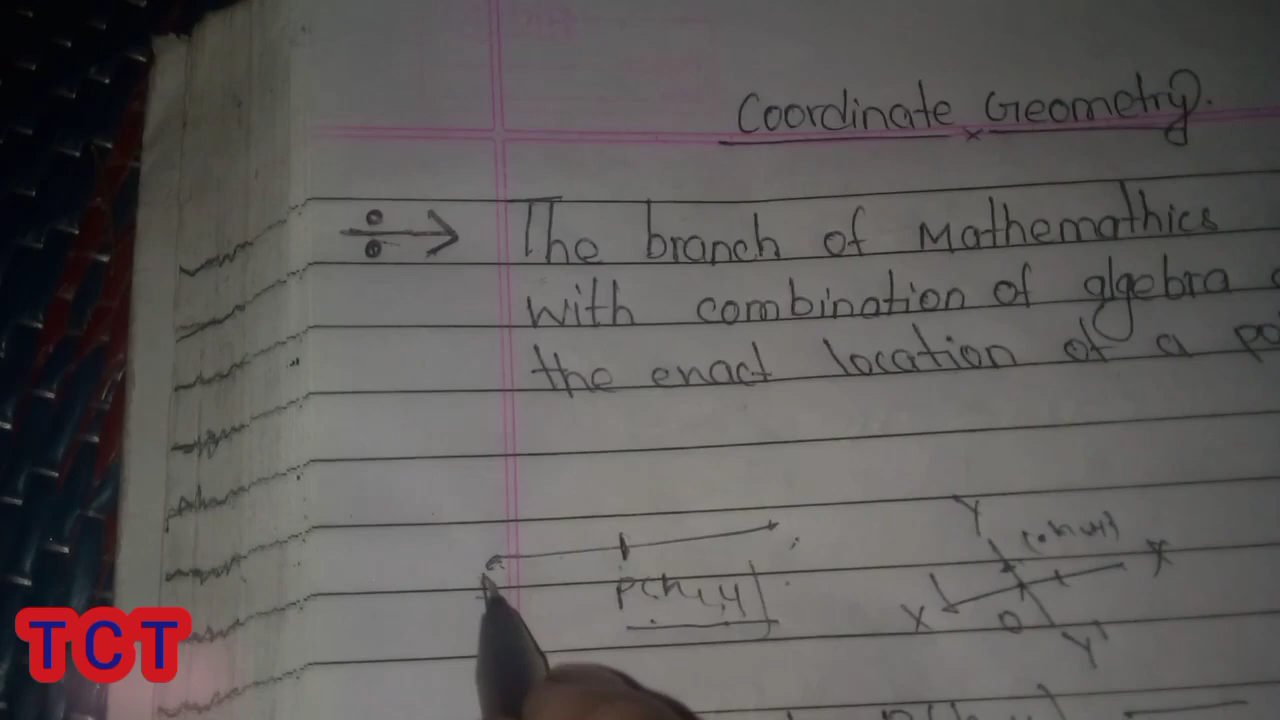 Coordinate Geometry.
÷→ The branch of Mathemathics
with combination of algebra
the enact location of a
Y
X
P(h,y)
X
O
Y'
TCT